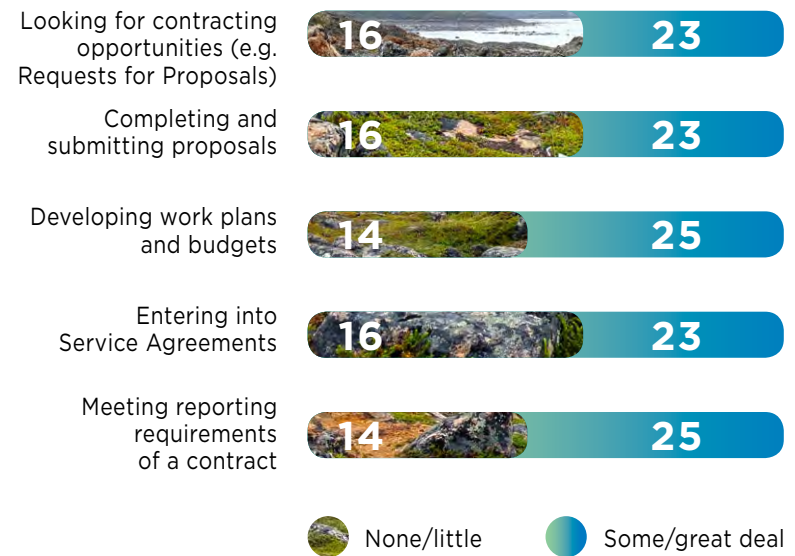 Looking for contracting
opportunities (e.g.
Requests for Proposals)
16 23
Completing and
submitting proposals
16 23
Developing work plans
and budgets
14 25
Entering into
Service Agreements
16 23
Meeting reporting
requirements
of a contract
14 25
None/little Some/great deal